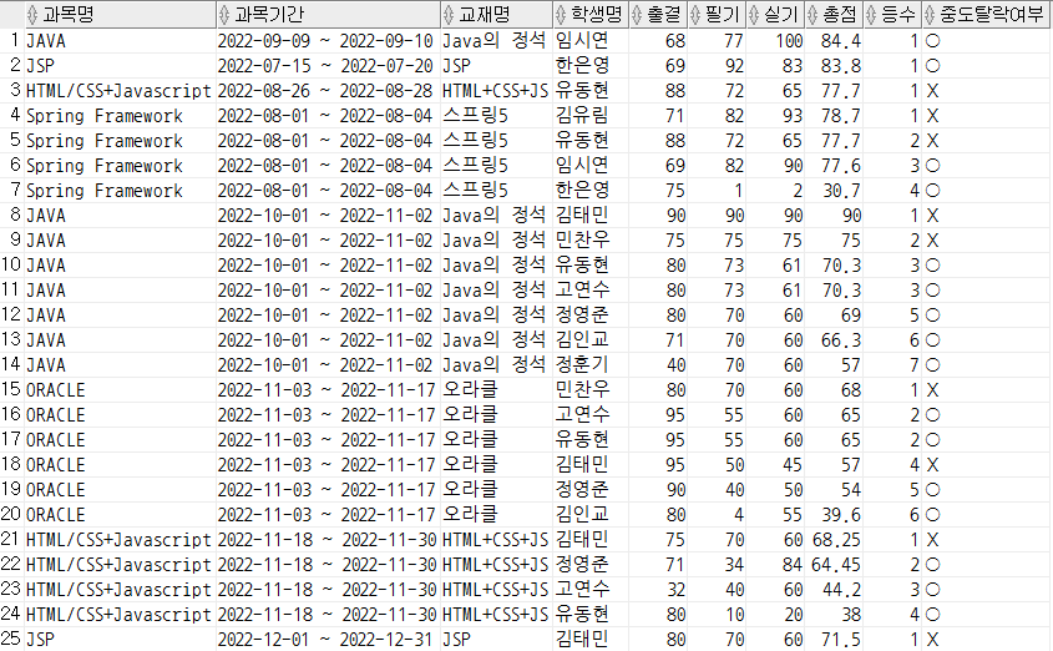 과목명 과목기간 교재명 학생명 출결 필기 실기 총점 등수 중도탈락여부
1 JAVA 2022-09-09 ~ 2022-09-10 Java의 정석 임시연 68 77 100 84.4 1 O
2 JSP 2022-07-15 ~ 2022-07-20 JSP 한은영 69 92 83 83.8 1 O
3 HTML/CSS+Javascript 2022-08-26 ~ 2022-08-28 HTML+CSS+JS 유동현 88 72 65 77.7 1 X
4 Spring Framework 2022-08-01 ~ 2022-08-04 스프링5 김유림 71 82 93 78.7 1 X
5 Spring Framework 2022-08-01 ~ 2022-08-04 스프링5 유동현 88 72 65 77.7 2 X
6 Spring Framework 2022-08-01 ~ 2022-08-04 스프링5 임시연 69 82 90 77.6 3 O
7 Spring Framework 2022-08-01 ~ 2022-08-04 스프링5 한은영 75 1 2 30.7 4 O
8 JAVA 2022-10-01 ~ 2022-11-02 Java의 정석 김태민 90 90 90 90 1 X
9 JAVA 2022-10-01 ~ 2022-11-02 Java의 정석 민찬우 75 75 75 75 2 X
10 JAVA 2022-10-01 ~ 2022-11-02 Java의 정석 유동현 80 73 61 70.3 3 O
11 JAVA 2022-10-01 ~ 2022-11-02 Java의 정석 고연수 80 73 61 70.3 3 O
12 JAVA 2022-10-01 ~ 2022-11-02 Java의 정석 정영준 80 70 60 69 5 O
13 JAVA 2022-10-01 ~ 2022-11-02 Java의 정석 김인교 71 70 60 66.3 6 O
14 JAVA 2022-10-01 ~ 2022-11-02 Java의 정석 정훈기 40 70 60 57 7 O
15 ORACLE 2022-11-03 ~ 2022-11-17 오라클 민찬우 80 70 60 68 1 X
16 ORACLE 2022-11-03 ~ 2022-11-17 오라클 고연수 95 55 60 65 2 O
17 ORACLE 2022-11-03 ~ 2022-11-17 오라클 유동현 95 55 60 65 2 O
18 ORACLE 2022-11-03 ~ 2022-11-17 오라클 김태민 95 50 45 57 4 X
19 ORACLE 2022-11-03 ~ 2022-11-17 오라클 정영준 90 40 50 54 5 O
20 ORACLE 2022-11-03 ~ 2022-11-17 오라클 김인교 80 4 55 39.6 6 O
21 HTML/CSS+Javascript 2022-11-18 ~ 2022-11-30 HTML+CSS+JS 김태민 75 70 60 68.25 1 X
22 HTML/CSS+Javascript 2022-11-18 ~ 2022-11-30 HTML+CSS+JS 정영준 71 34 84 64.45 2 O
23 HTML/CSS+Javascript 2022-11-18 ~ 2022-11-30 HTML+CSS+JS 고연수 32 40 60 44.2 3 O
24 HTML/CSS+Javascript 2022-11-18 ~ 2022-11-30 HTML+CSS+JS 유동현 80 10 20 38 4 O
25 JSP 2022-12-01 ~ 2022-12-31 JSP 김태민 80 70 60 71.5 1 X